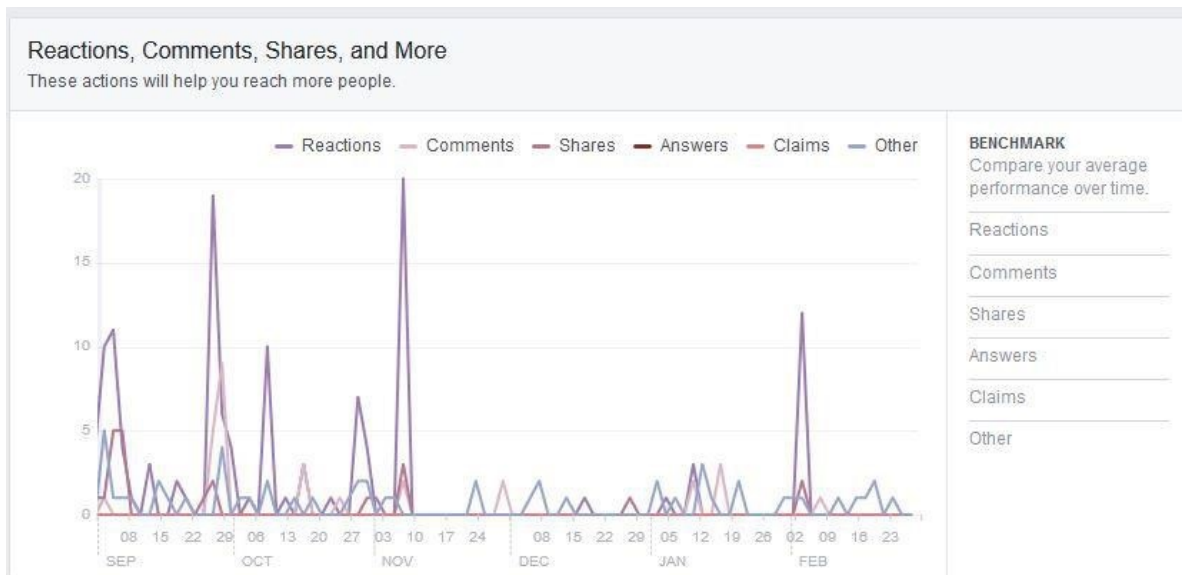 Reactions, Comments, Shares, and More
These actions will help you reach more people.
Reactions Comments Shares Answers Claims Other
20
15
10
5
0
08 15 22 29 06 13 20 27 03 10 17 24 08 15 22 29 05 12 19 26 02 09 16 23
SEP OCT NOV DEC JAN FEB
BENCHMARK
Compare your average
performance over time.
Reactions
Comments
Shares
Answers
Claims
Other